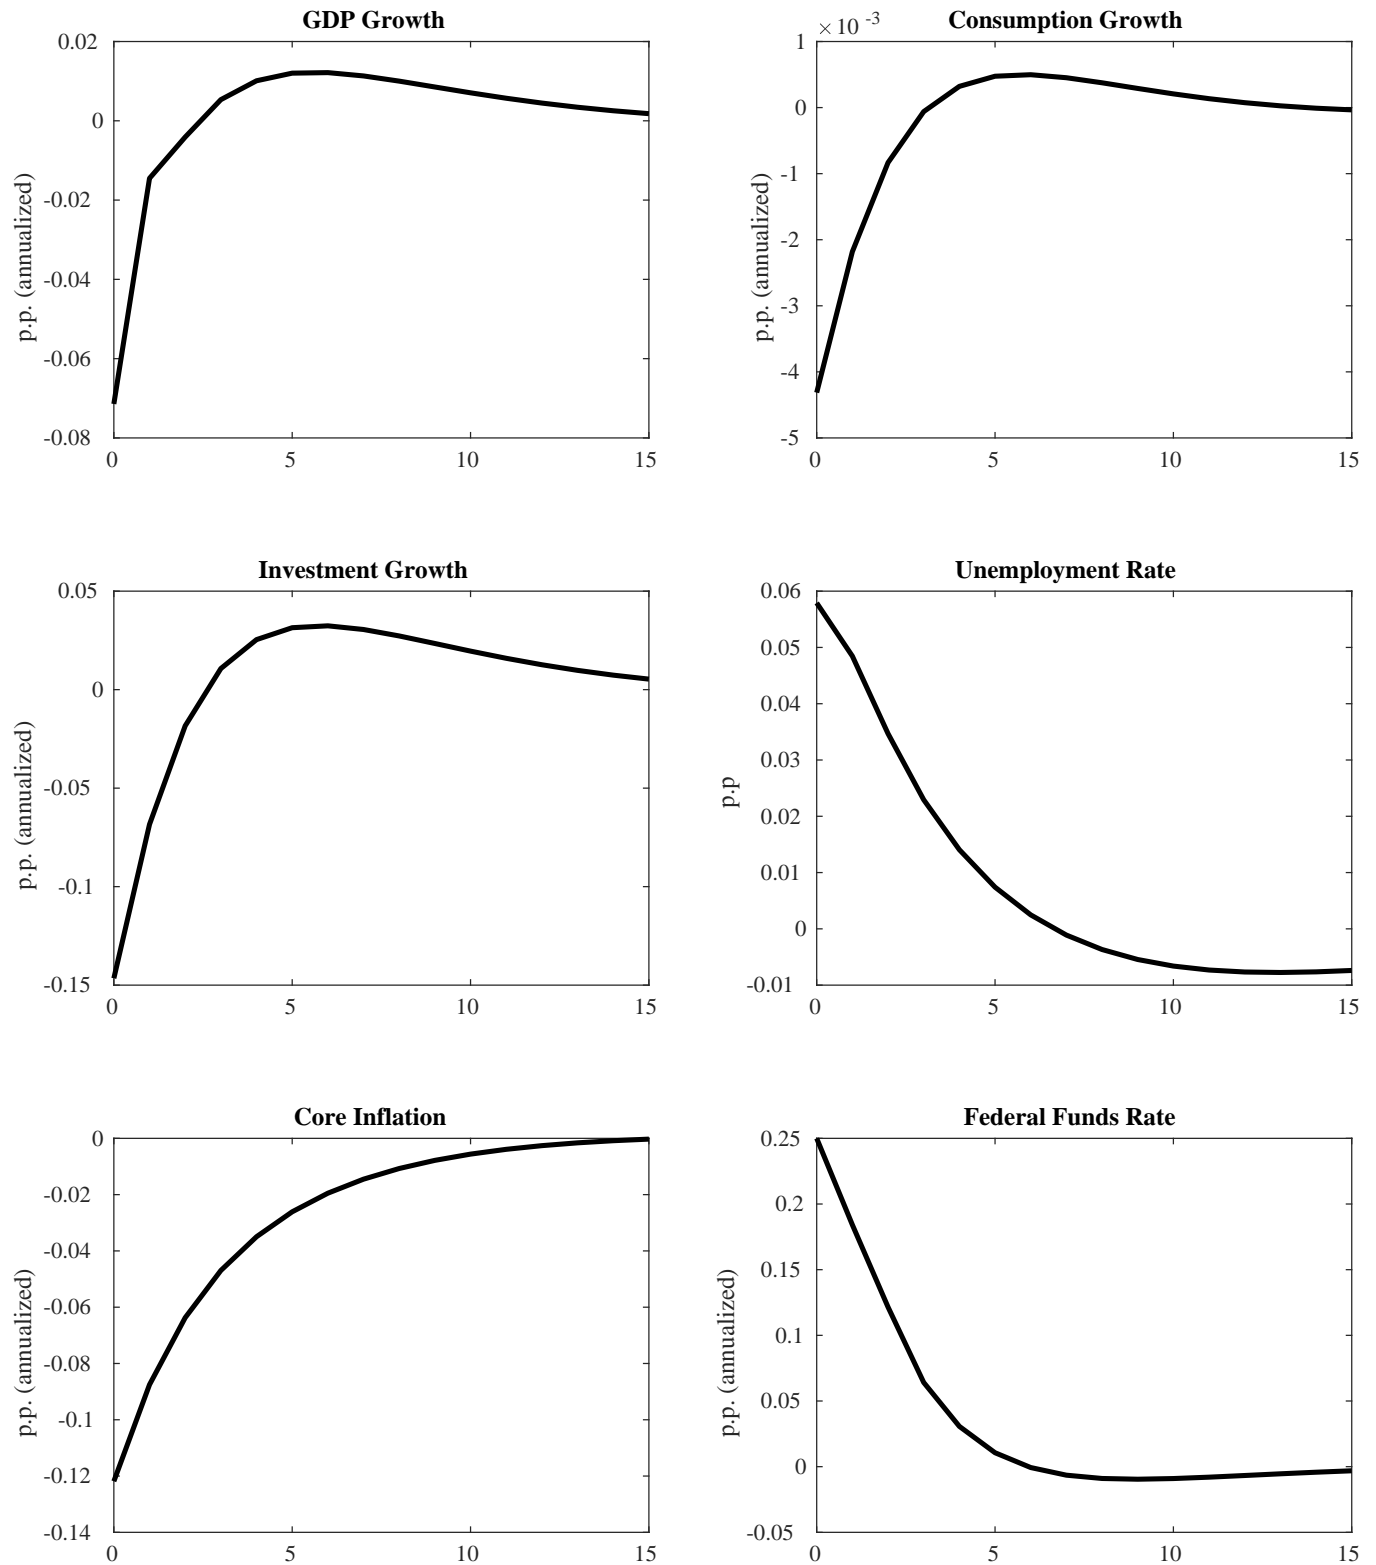 GDP Growth
0.02
0
-0.02
-0.04
-0.06
-0.08
p.p. (annualized)
0 5 10 15
Consumption Growth
×10 -3
1
0
-1
-2
-3
-4
-5
p.p. (annualized)
0 5 10 15
Investment Growth
0.05
0
-0.05
-0.1
-0.15
p.p. (annualized)
0 5 10 15
Unemployment Rate
0.06
0.05
0.04
0.03
0.02
0.01
0
-0.01
p.p
0 5 10 15
Core Inflation
0
-0.02
-0.04
-0.06
-0.08
-0.1
-0.12
-0.14
p.p. (annualized)
0 5 10 15
Federal Funds Rate
0.25
0.2
0.15
0.1
0.05
0
-0.05
p.p. (annualized)
0 5 10 15